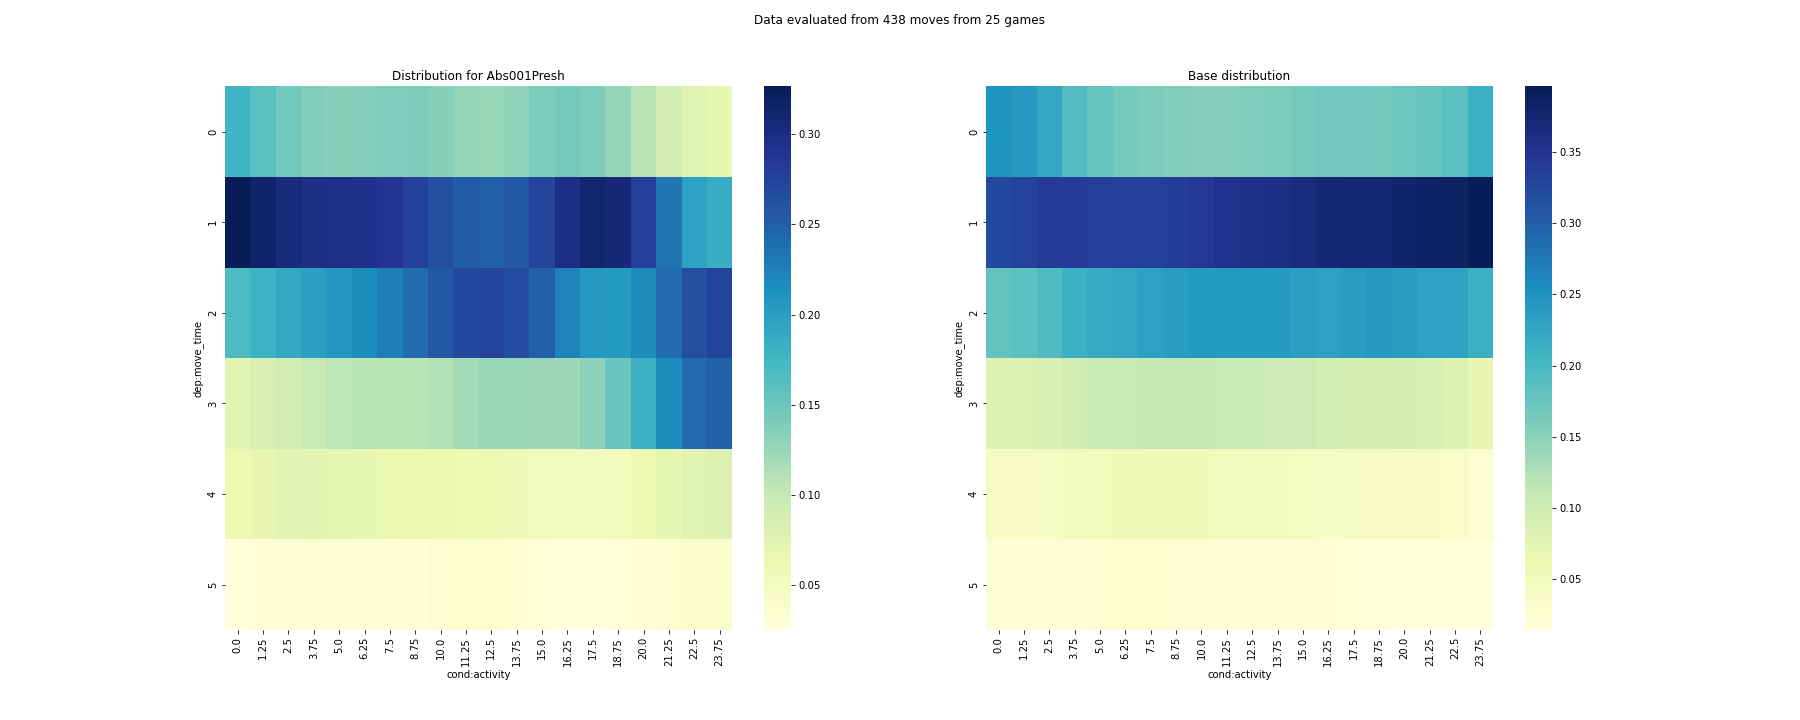 Data evaluated from 438 moves from 25 games
Distribution for Abs001Presh
dep:move_time
0
1
2
3
4
5
0.0 1.25 2.5 3.75 5.0 6.25 7.5 8.75 10.0 11.25 12.5 13.75 15.0 16.25 17.5 18.75 20.0 21.25 22.5 23.75
cond:activity
0.30
0.25
0.20
0.15
0.10
0.05
Base distribution
dep:move_time
0
1
2
3
4
5
0.0 1.25 2.5 3.75 5.0 6.25 7.5 8.75 10.0 11.25 12.5 13.75 15.0 16.25 17.5 18.75 20.0 21.25 22.5 23.75
cond:activity
0.35
0.30
0.25
0.20
0.15
0.10
0.05